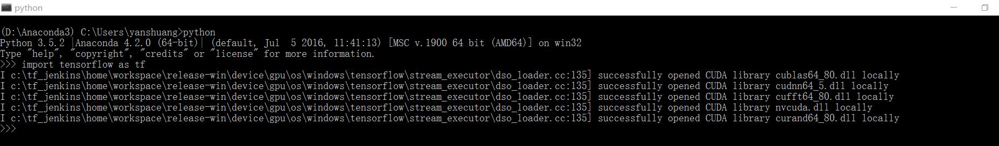 python
(D:\Anaconda3) C:\Users\yanshuang>python
Python 3.5.2 |Anaconda 4.2.0 (64-bit)| (default, Jul  5 2016, 11:41:13) [MSC v.1900 64 bit (AMD64)] on win32
Type "help", "copyright", "credits" or "license" for more information.
>>> import tensorflow as tf
I c:\tf_jenkins\home\workspace\release-win\device\gpu\os\windows\tensorflow\stream_executor\dso_loader.cc:135] successfully opened CUDA library cublas64_80.dll locally
I c:\tf_jenkins\home\workspace\release-win\device\gpu\os\windows\tensorflow\stream_executor\dso_loader.cc:135] successfully opened CUDA library cudnn64_5.dll locally
I c:\tf_jenkins\home\workspace\release-win\device\gpu\os\windows\tensorflow\stream_executor\dso_loader.cc:135] successfully opened CUDA library cufft64_80.dll locally
I c:\tf_jenkins\home\workspace\release-win\device\gpu\os\windows\tensorflow\stream_executor\dso_loader.cc:135] successfully opened CUDA library nvcuda.dll locally
I c:\tf_jenkins\home\workspace\release-win\device\gpu\os\windows\tensorflow\stream_executor\dso_loader.cc:135] successfully opened CUDA library curand64_80.dll locally
>>>